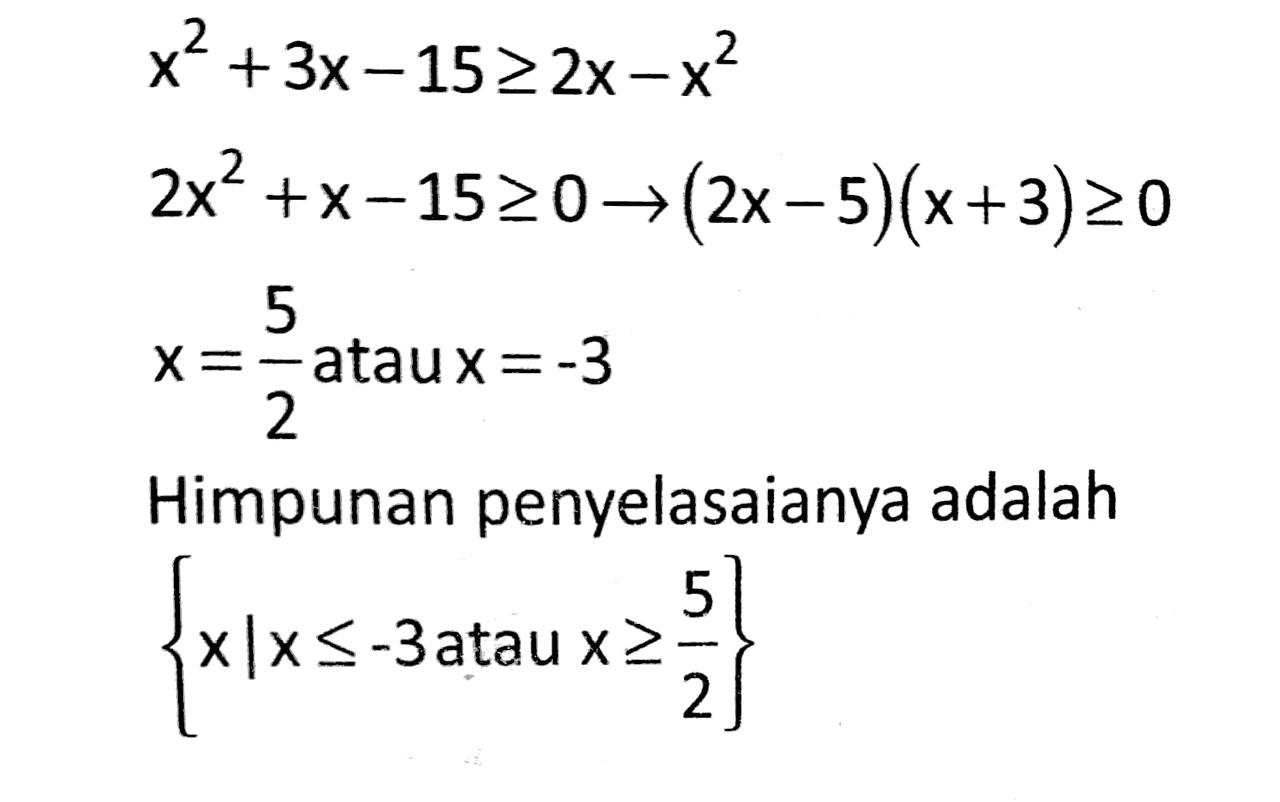 x² + 3x − 15 ≥ 2x − x²
2x² + x − 15 ≥ 0 → (2x − 5)(x + 3) ≥ 0
x = 5/2 atau x = -3
Himpunan penyelasaianya adalah
{x | x ≤ -3 atau x ≥ 5/2}